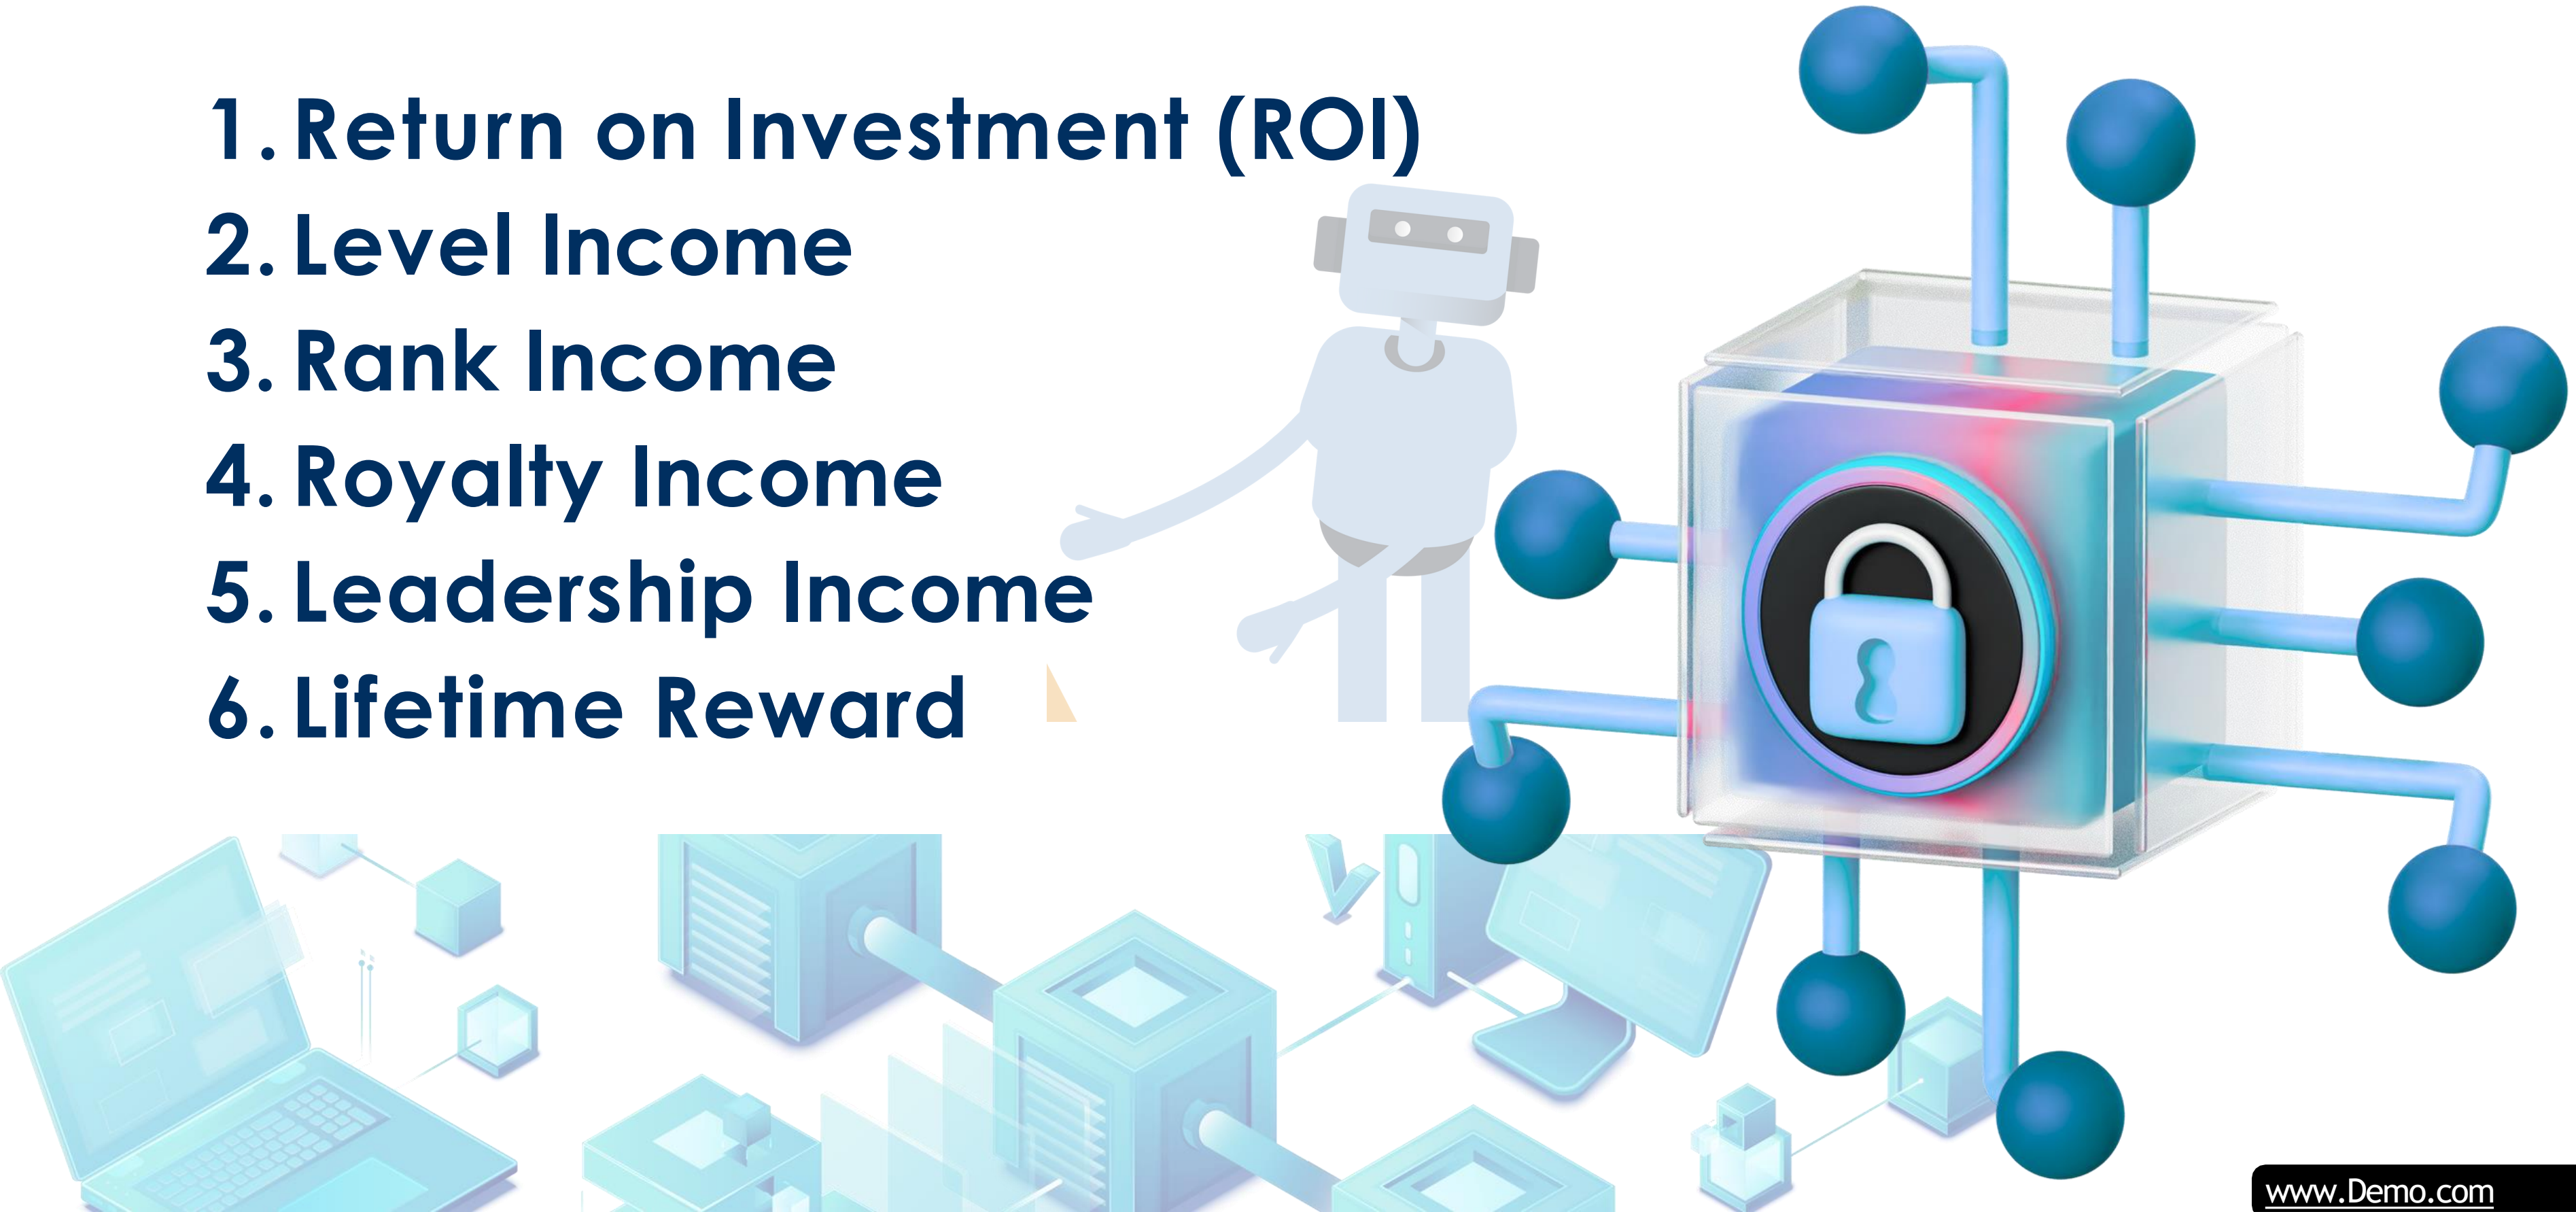 1. Return on Investment (ROI)
2. Level Income
3. Rank Income
4. Royalty Income
5. Leadership Income
6. Lifetime Reward
www.Demo.com